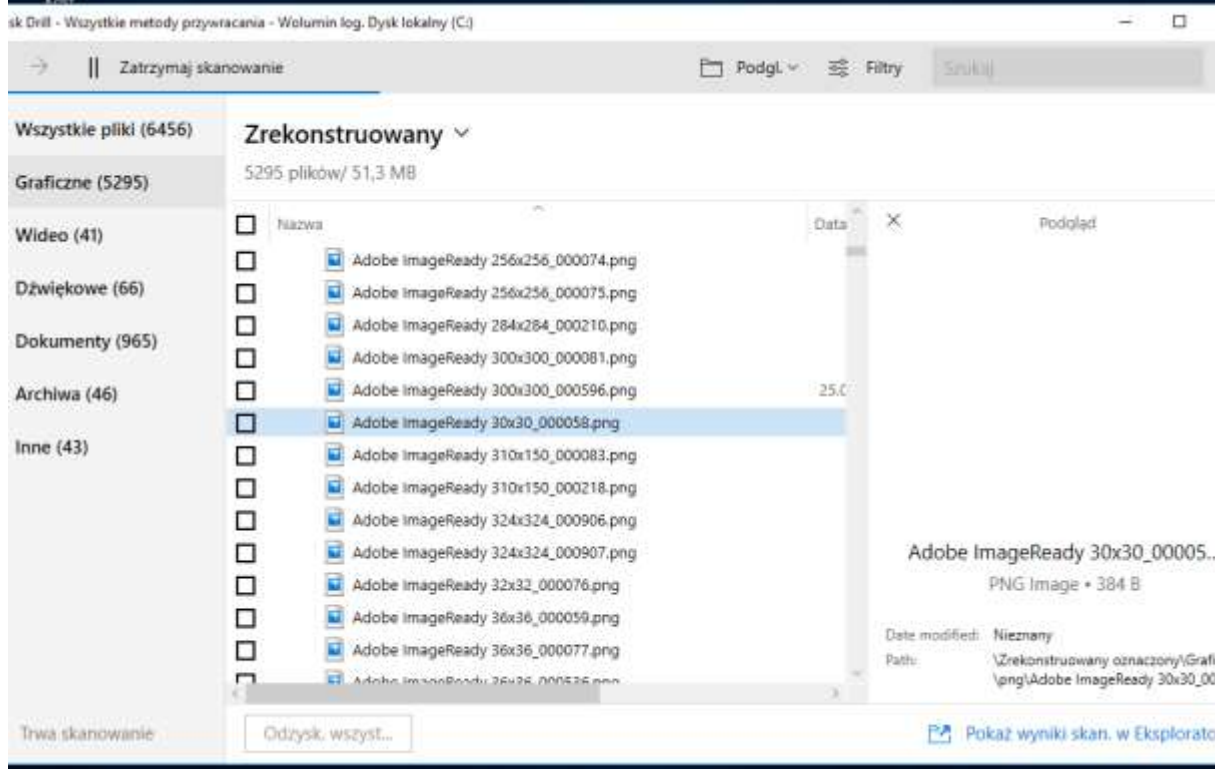 sk Drill - Wszystkie metody przywracania - Wolumin log. Dysk lokalny (C:)
Zatrzymaj skanowanie
Podgl.
Filtry
Szukaj
Wszystkie pliki (6456)
Graficzne (5295)
Wideo (41)
Dźwiękowe (66)
Dokumenty (965)
Archiwa (46)
Inne (43)
Trwa skanowanie
Zrekonstruowany
5295 plików/ 51,3 MB
Nazwa
Data
Adobe ImageReady 256x256_000074.png
Adobe ImageReady 256x256_000075.png
Adobe ImageReady 284x284_000210.png
Adobe ImageReady 300x300_000081.png
Adobe ImageReady 300x300_000596.png
25.0
Adobe ImageReady 30x30_000058.png
Adobe ImageReady 310x150_000083.png
Adobe ImageReady 310x150_000218.png
Adobe ImageReady 324x324_000906.png
Adobe ImageReady 324x324_000907.png
Adobe ImageReady 32x32_000076.png
Adobe ImageReady 36x36_000059.png
Adobe ImageReady 36x36_000077.png
Adobe ImageReady 36x36_000536.png
Odzysk. wszyst...
Podgląd
Adobe ImageReady 30x30_00005...
PNG Image • 384 B
Date modified: Nieznany
Path: \Zrekonstruowany oznaczony\Grafi
\png\Adobe ImageReady 30x30_00
Pokaż wyniki skan. w Eksplorato